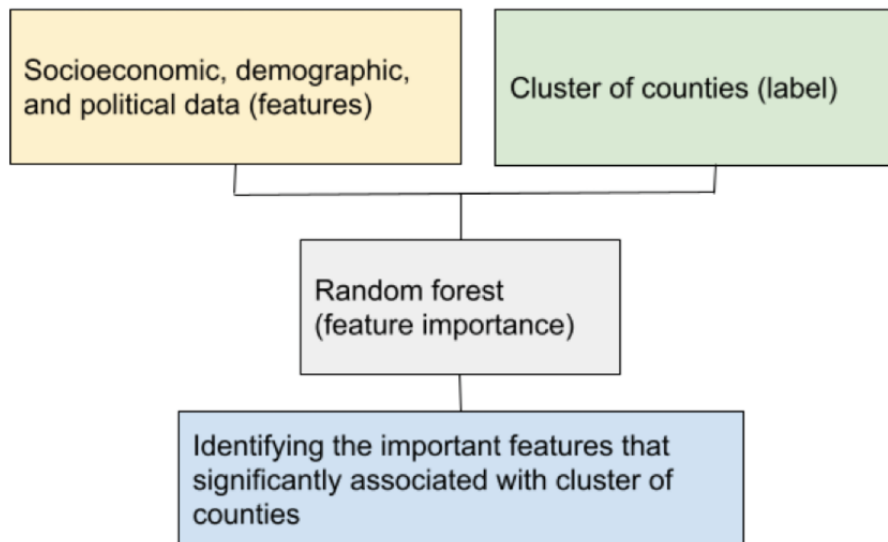 Socioeconomic, demographic,
and political data (features)
Cluster of counties (label)
Random forest
(feature importance)
Identifying the important features that
significantly associated with cluster of
counties